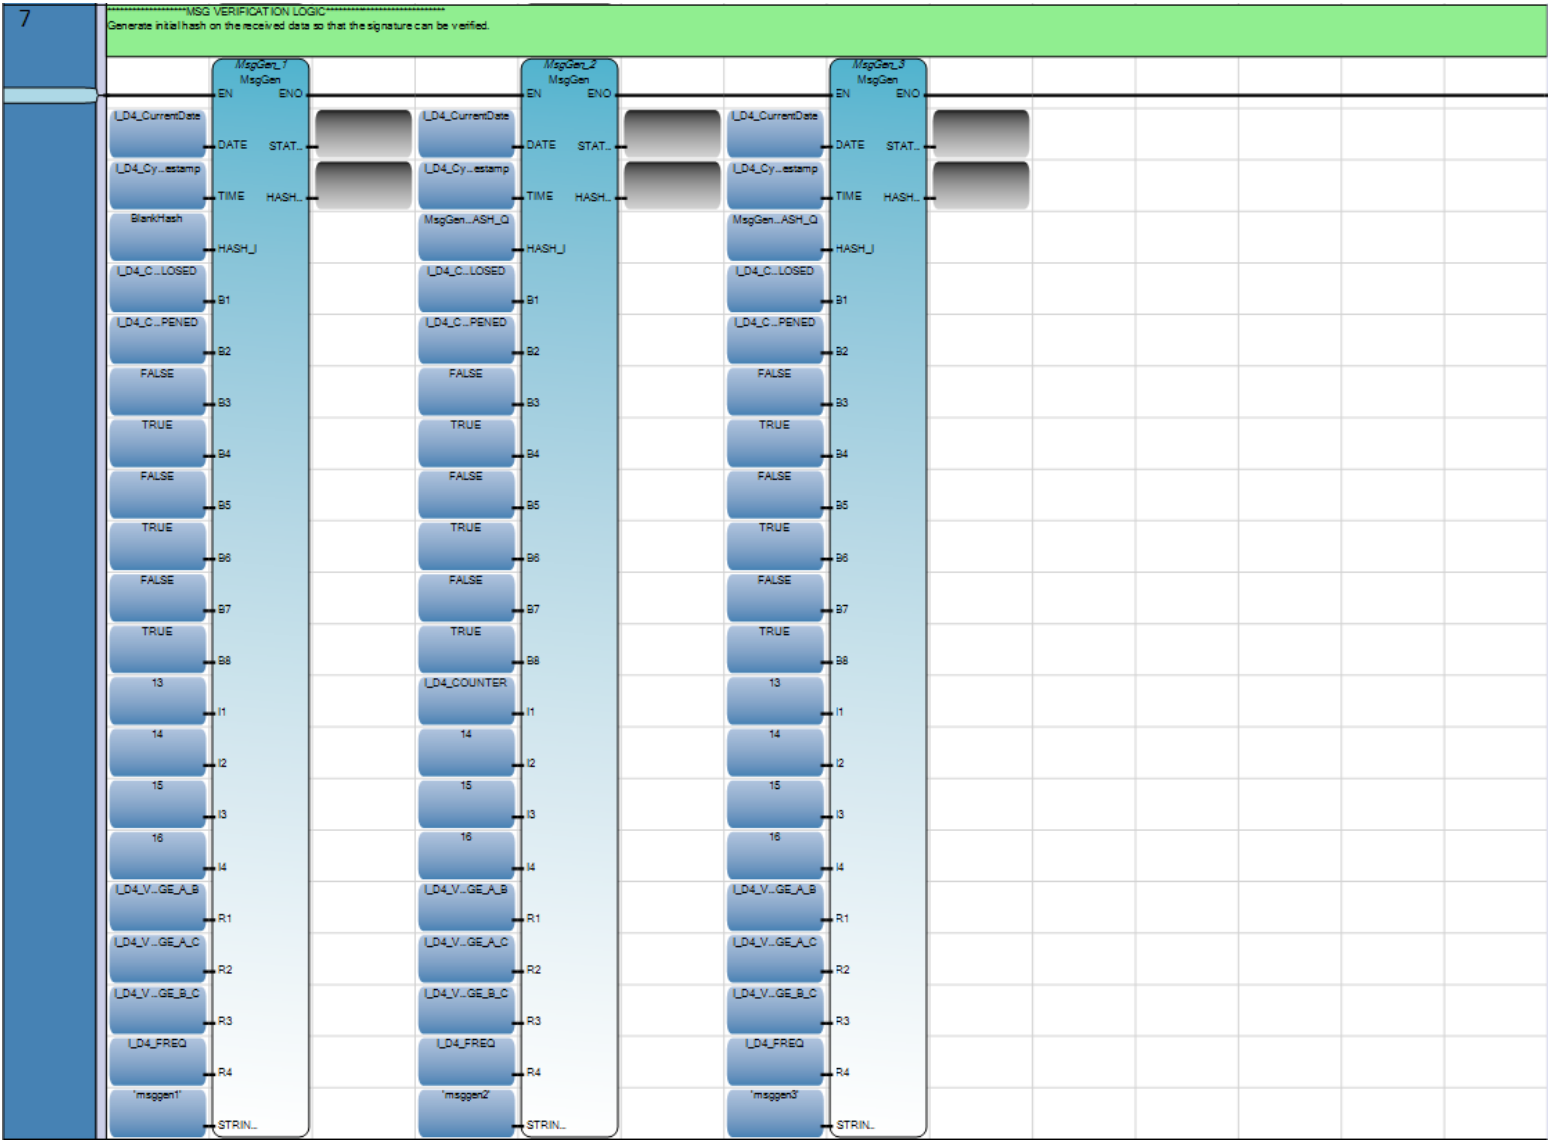 7
********************MSG VERIFICATION LOGIC******************************
Generate initial hash on the received data so that the signature can be verified.
MsgGen_1
MsgGen
EN ENO
I_D4_CurrentDate
DATE STAT...
I_D4_Cy...estamp
TIME HASH...
BlankHash
HASH_I
I_D4_C...LOSED
B1
I_D4_C...PENED
B2
FALSE
B3
TRUE
B4
FALSE
B5
TRUE
B6
FALSE
B7
TRUE
B8
13
I1
14
I2
15
I3
16
I4
I_D4_V...GE_A_B
R1
I_D4_V...GE_A_C
R2
I_D4_V...GE_B_C
R3
I_D4_FREQ
R4
'msggen1'
STRIN...
MsgGen_2
MsgGen
EN ENO
I_D4_CurrentDate
DATE STAT...
I_D4_Cy...estamp
TIME HASH...
MsgGen...ASH_Q
HASH_I
I_D4_C...LOSED
B1
I_D4_C...PENED
B2
FALSE
B3
TRUE
B4
FALSE
B5
TRUE
B6
FALSE
B7
TRUE
B8
I_D4_COUNTER
I1
14
I2
15
I3
16
I4
I_D4_V...GE_A_B
R1
I_D4_V...GE_A_C
R2
I_D4_V...GE_B_C
R3
I_D4_FREQ
R4
'msggen2'
STRIN...
MsgGen_3
MsgGen
EN ENO
I_D4_CurrentDate
DATE STAT...
I_D4_Cy...estamp
TIME HASH...
MsgGen...ASH_Q
HASH_I
I_D4_C...LOSED
B1
I_D4_C...PENED
B2
FALSE
B3
TRUE
B4
FALSE
B5
TRUE
B6
FALSE
B7
TRUE
B8
13
I1
14
I2
15
I3
16
I4
I_D4_V...GE_A_B
R1
I_D4_V...GE_A_C
R2
I_D4_V...GE_B_C
R3
I_D4_FREQ
R4
'msggen3'
STRIN...